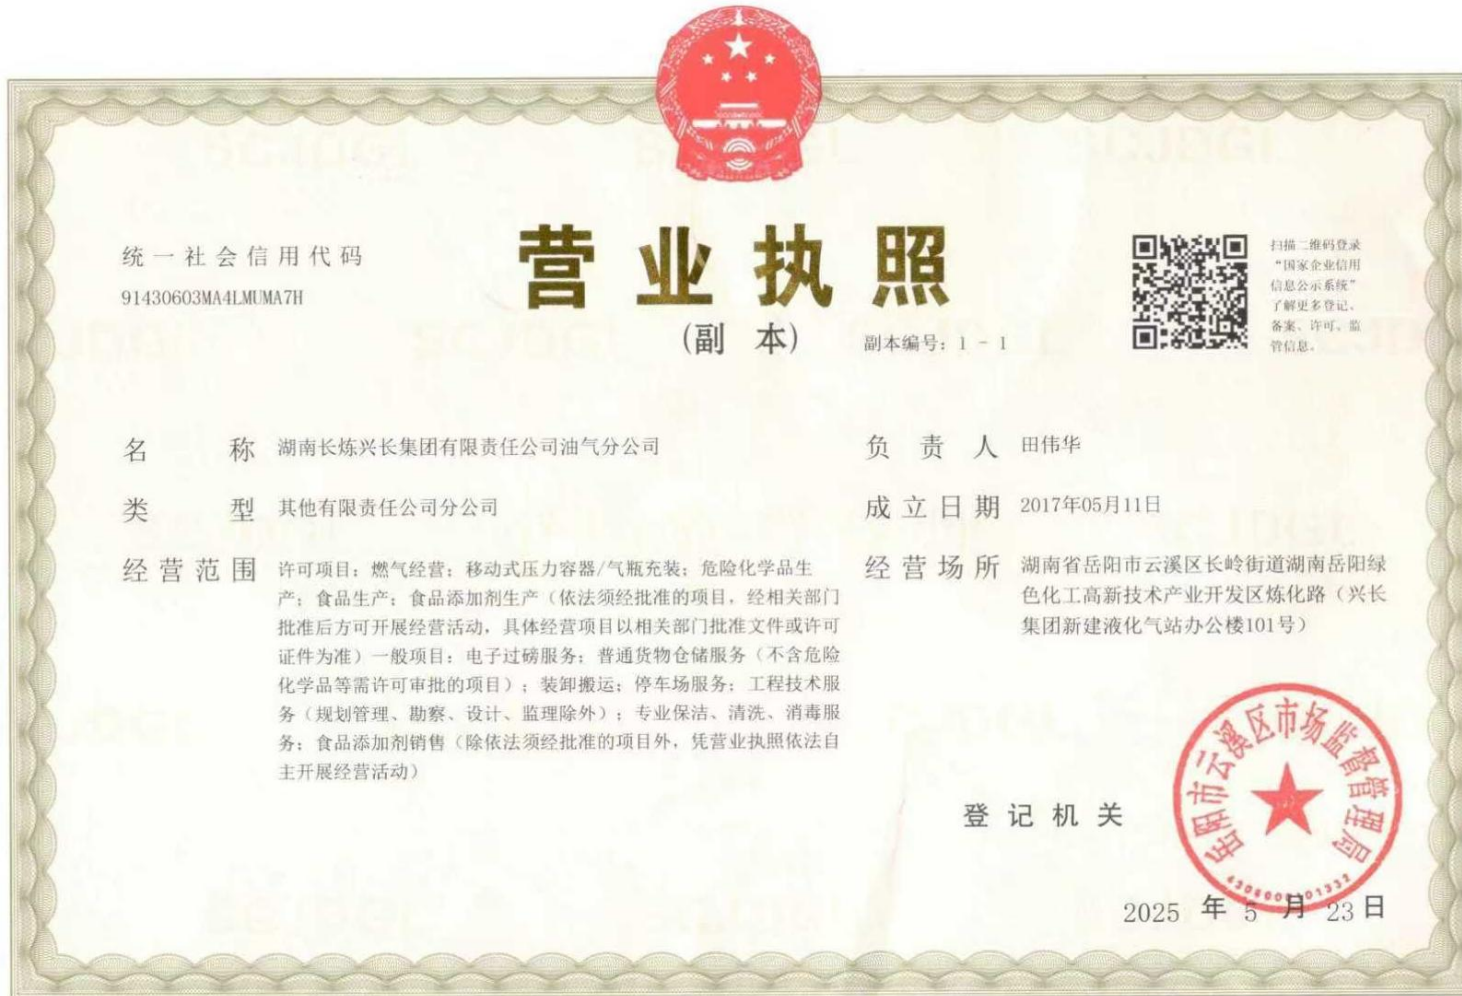 统一社会信用代码
91430603MA4LMUMA7H
营业执照
(副 本)
副本编号：1 - 1
扫描二维码登录
“国家企业信用
信息公示系统”
了解更多登记、
备案、许可、监
管信息。
名 称 湖南长炼兴长集团有限责任公司油气分公司
类 型 其他有限责任公司分公司
经营范围 许可项目：燃气经营；移动式压力容器/气瓶充装；危险化学品生
产；食品生产；食品添加剂生产（依法须经批准的项目，经相关部门
批准后方可开展经营活动，具体经营项目以相关部门批准文件或许可
证件为准）一般项目：电子过磅服务；普通货物仓储服务（不含危险
化学品等需许可审批的项目）；装卸搬运；停车场服务；工程技术服
务（规划管理、勘察、设计、监理除外）；专业保洁、清洗、消毒服
务；食品添加剂销售（除依法须经批准的项目外，凭营业执照依法自
主开展经营活动）
负 责 人 田伟华
成立日期 2017年05月11日
经营场所 湖南省岳阳市云溪区长岭街道湖南岳阳绿
色化工高新技术产业开发区炼化路（兴长
集团新建液化气站办公楼101号）
登记机关
岳阳市云溪区市场监督管理局
2025 年 5 月 23 日